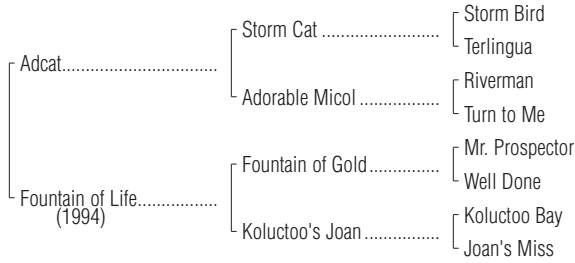 Storm Bird
Storm Cat ........................
Terlingua
Adcat................................
Riverman
Adorable Micol .................
Turn to Me
Mr. Prospector
Fountain of Gold...............
Well Done
Fountain of Life.................
(1994)
Koluctoo Bay
Koluctoo's Joan ................
Joan's Miss